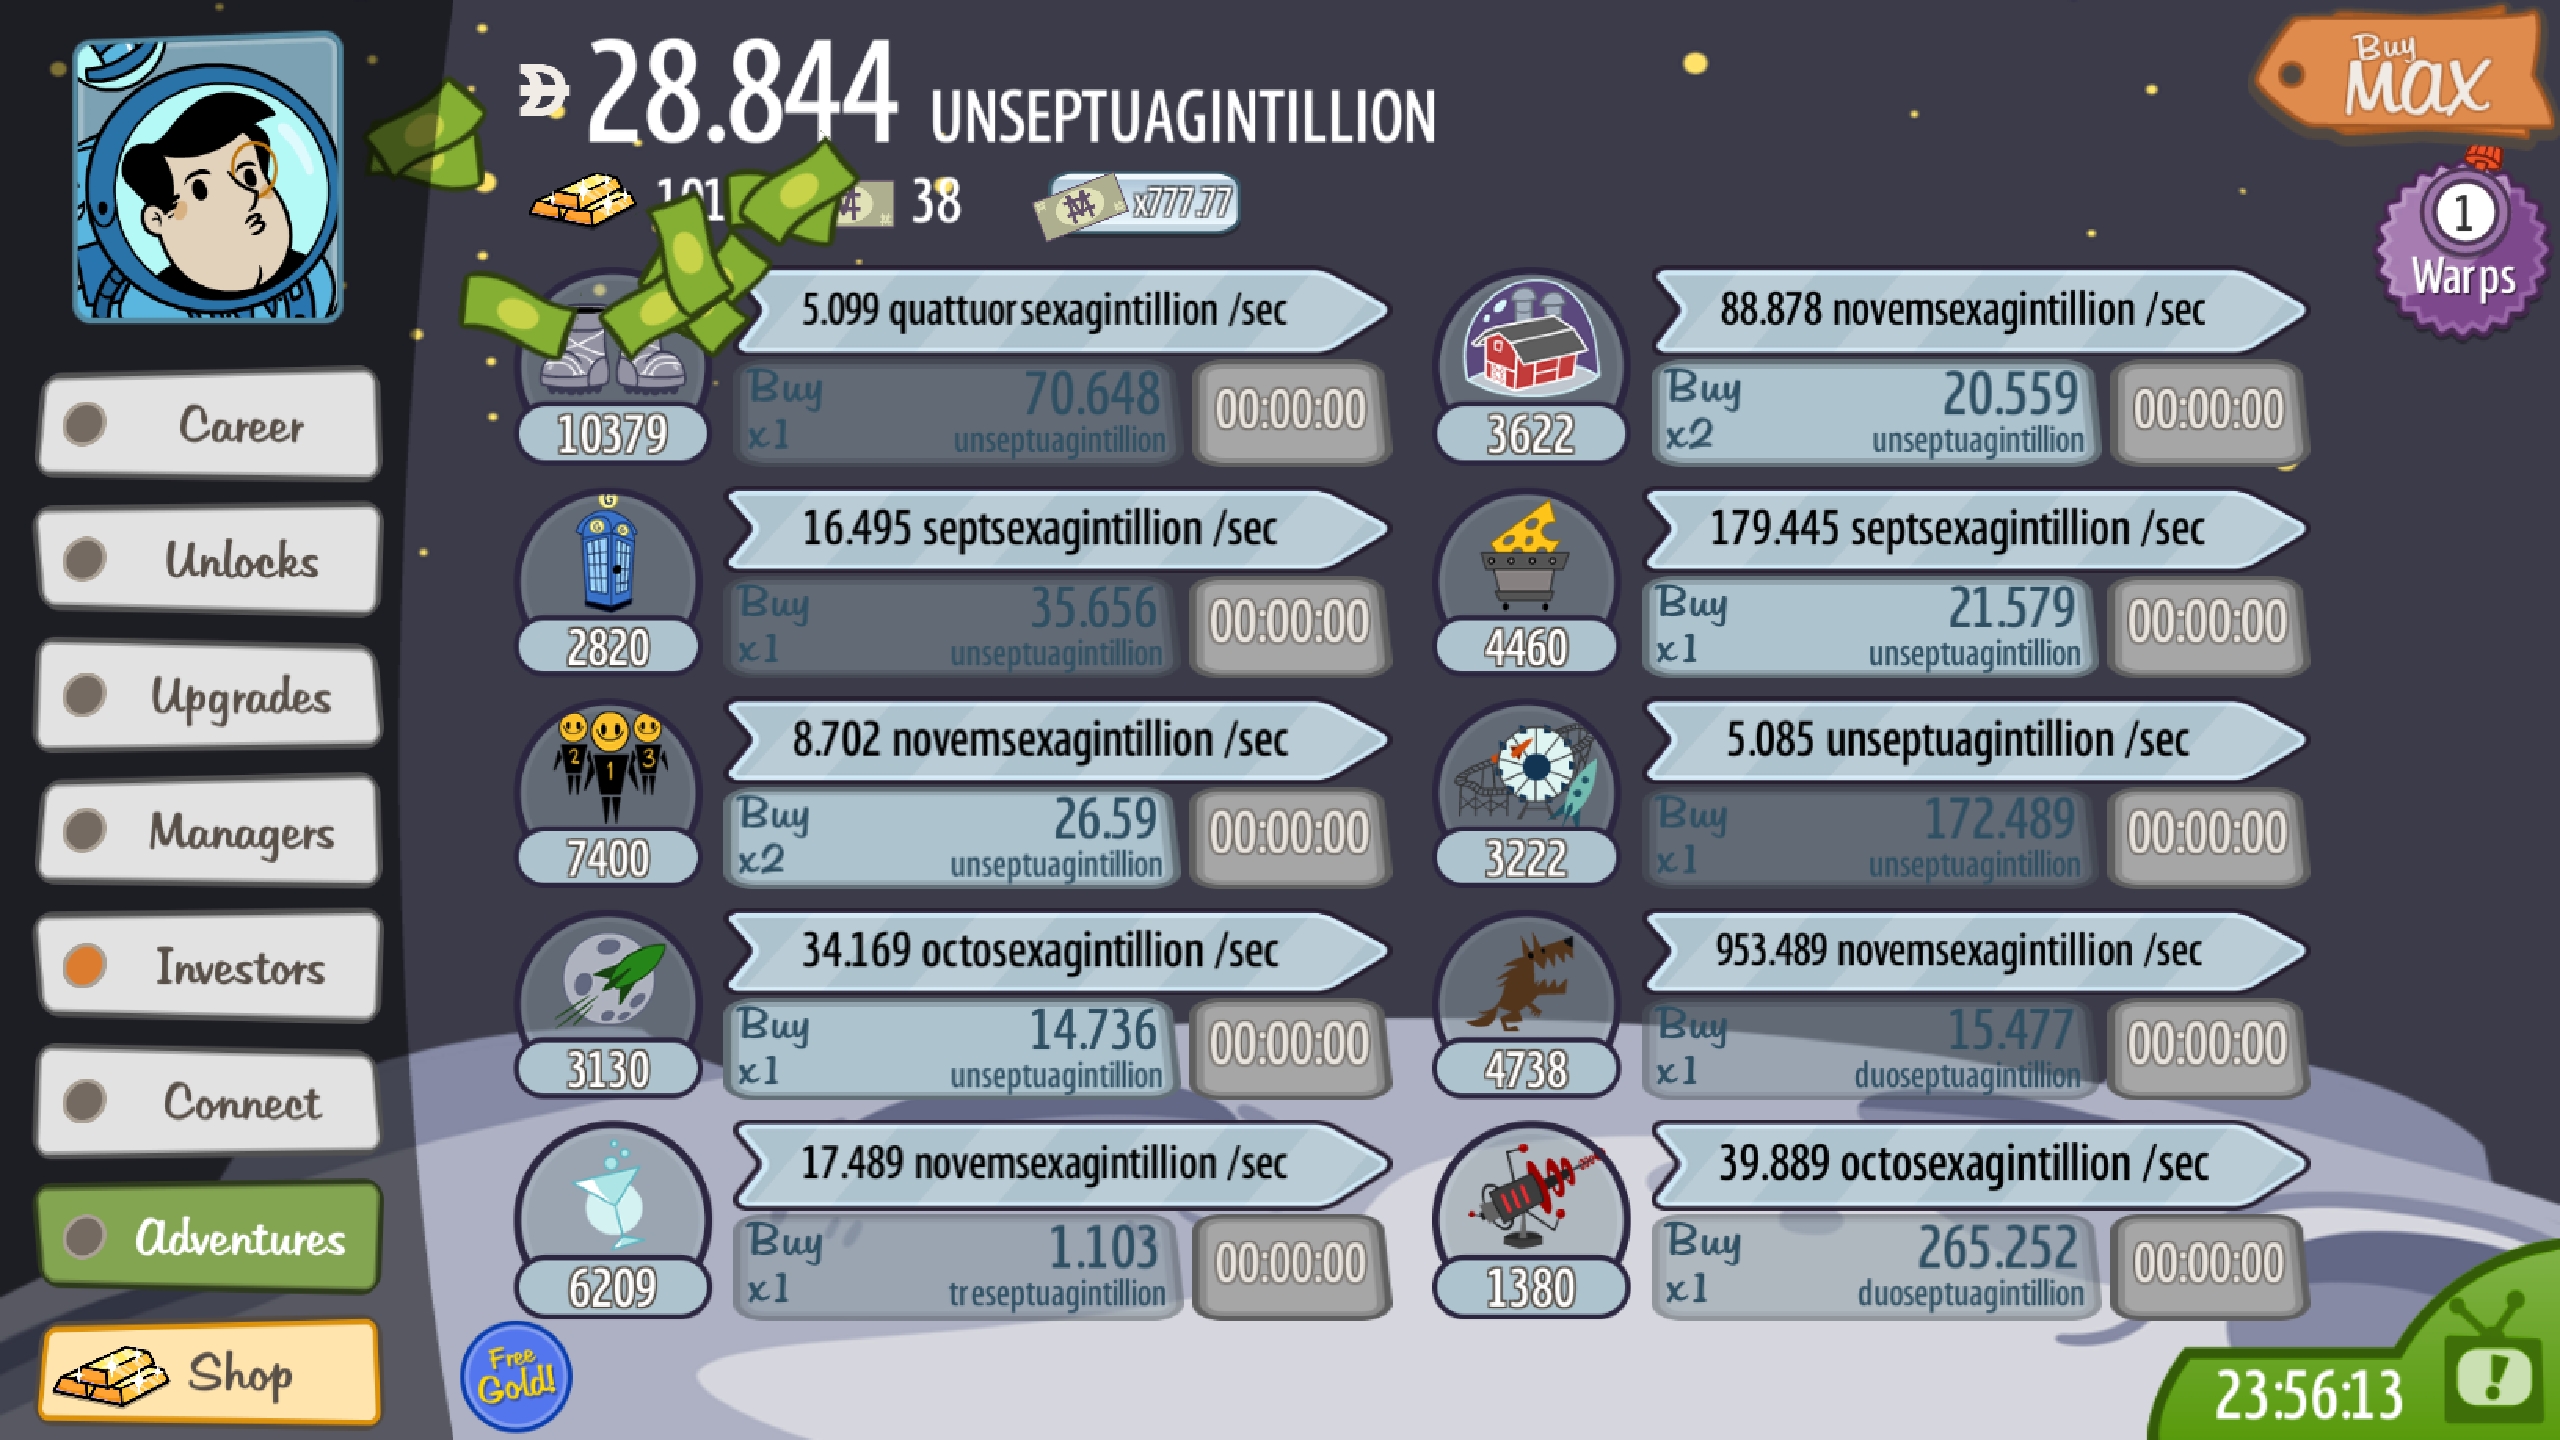 28.844 UNSEPTUAGINTILLION
Buy
MAX
101 38 x777.77
1
Warps
Career
Unlocks
Upgrades
Managers
Investors
Connect
Adventures
Shop
5.099 quattuorsexagintillion /sec
10379
Buy 70.648
x1 unseptuagintillion
00:00:00
88.878 novemsexagintillion /sec
3622
Buy 20.559
x2 unseptuagintillion
00:00:00
16.495 septsexagintillion /sec
2820
Buy 35.656
x1 unseptuagintillion
00:00:00
179.445 septsexagintillion /sec
4460
Buy 21.579
x1 unseptuagintillion
00:00:00
8.702 novemsexagintillion /sec
2 1 3
7400
Buy 26.59
x2 unseptuagintillion
00:00:00
5.085 unseptuagintillion /sec
3222
Buy 172.489
x1 unseptuagintillion
00:00:00
34.169 octosexagintillion /sec
3130
Buy 14.736
x1 unseptuagintillion
00:00:00
953.489 novemsexagintillion /sec
4738
Buy 15.477
x1 duoseptuagintillion
00:00:00
17.489 novemsexagintillion /sec
6209
Buy 1.103
x1 treseptuagintillion
00:00:00
39.889 octosexagintillion /sec
1380
Buy 265.252
x1 duoseptuagintillion
00:00:00
Free
Gold!
23:56:13
!